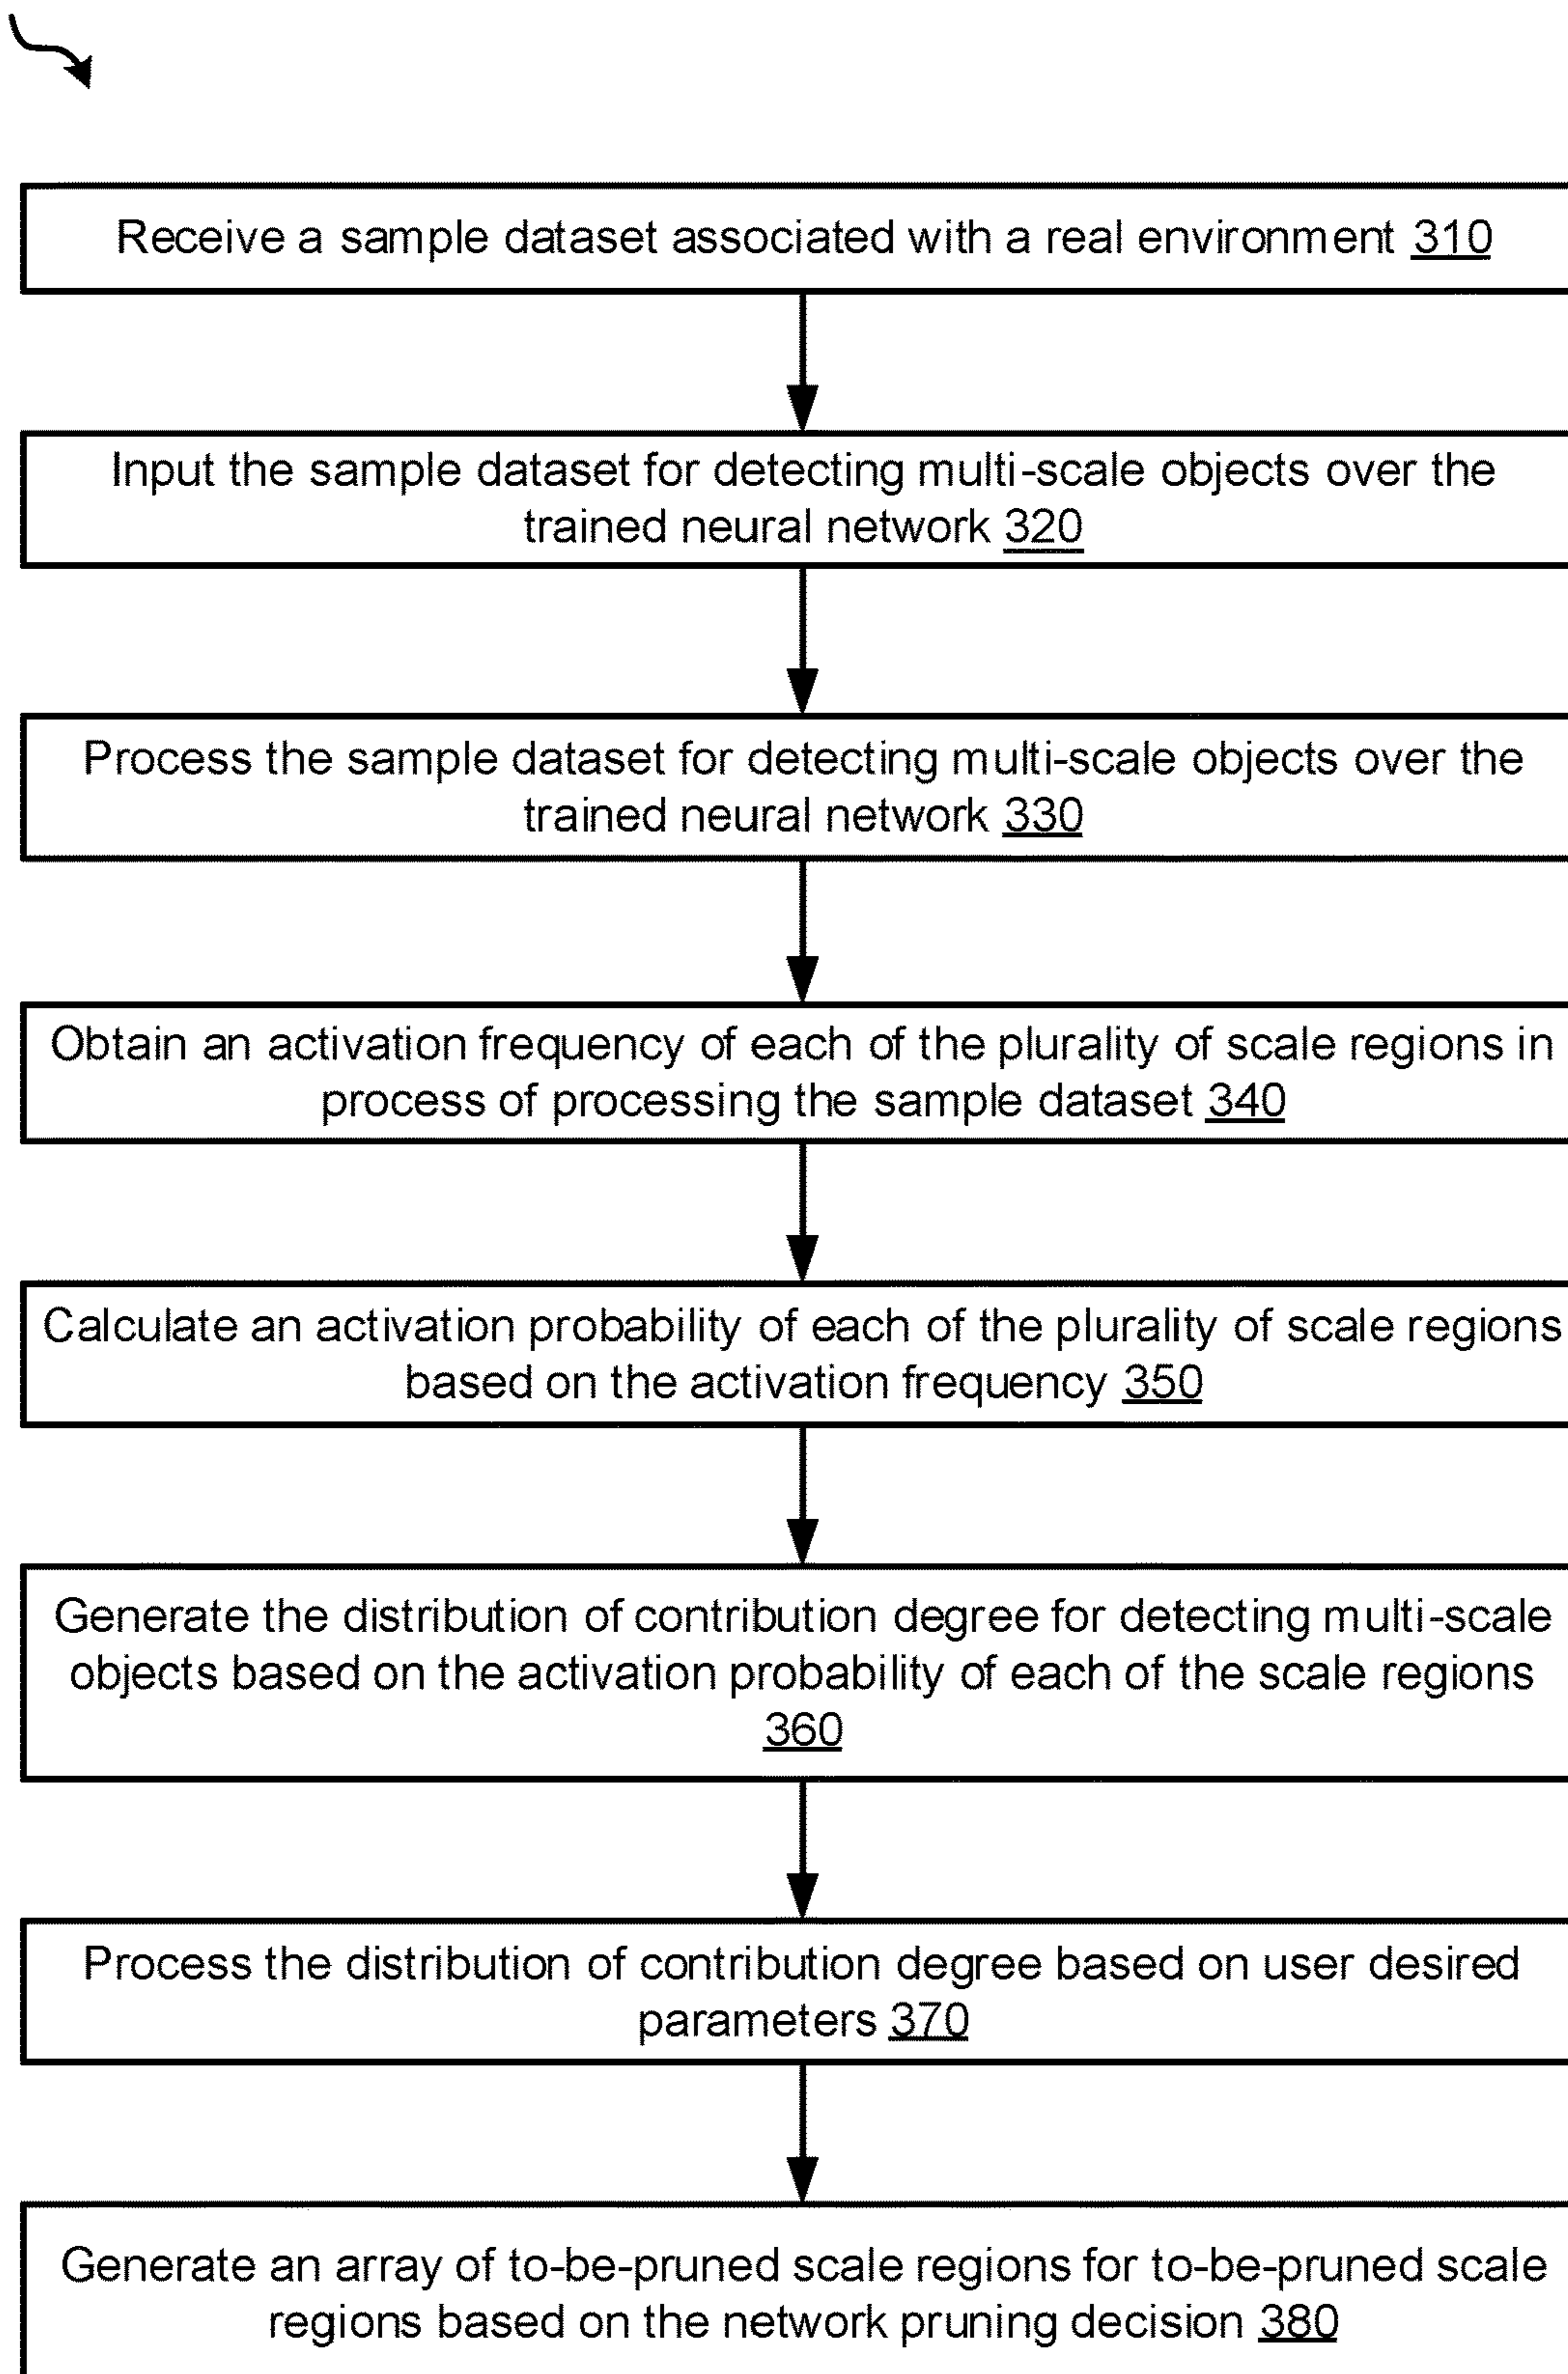 Receive a sample dataset associated with a real environment 310
Input the sample dataset for detecting multi-scale objects over the
trained neural network 320
Process the sample dataset for detecting multi-scale objects over the
trained neural network 330
Obtain an activation frequency of each of the plurality of scale regions in
process of processing the sample dataset 340
Calculate an activation probability of each of the plurality of scale regions
based on the activation frequency 350
Generate the distribution of contribution degree for detecting multi-scale
objects based on the activation probability of each of the scale regions
360
Process the distribution of contribution degree based on user desired
parameters 370
Generate an array of to-be-pruned scale regions for to-be-pruned scale
regions based on the network pruning decision 380